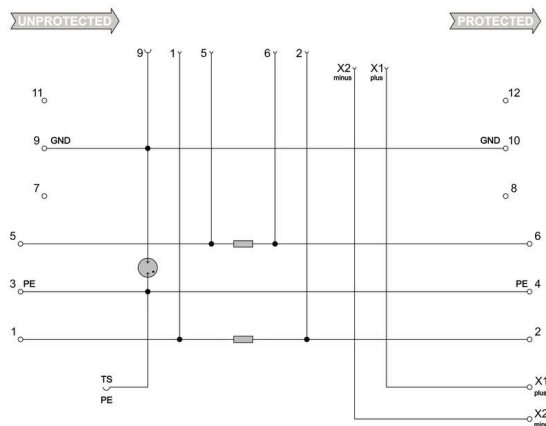 UNPROTECTED
PROTECTED
9 1 5 6 2
X2 X1
minus plus
11 12
9 GND GND 10
7 8
5 6
3 PE PE 4
1 2
TS
PE
X1
plus
X2
minus